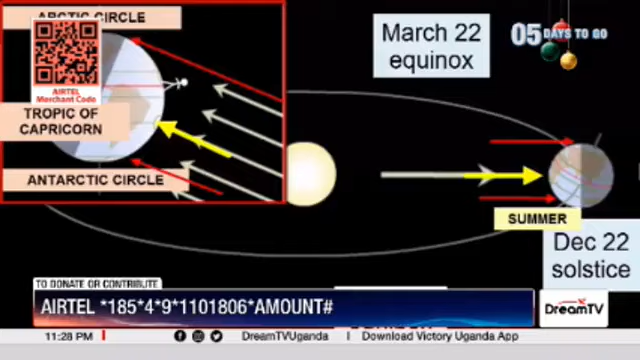 ARCTIC CIRCLE
AIRTEL
Merchant Code
TROPIC OF
CAPRICORN
ANTARCTIC CIRCLE
March 22
equinox
05 DAYS TO GO
SUMMER
Dec 22
solstice
TO DONATE OR CONTRIBUTE
AIRTEL *185*4*9*1101806*AMOUNT#
DreamTV
11:28 PM
DreamTVUganda
Download Victory Uganda App